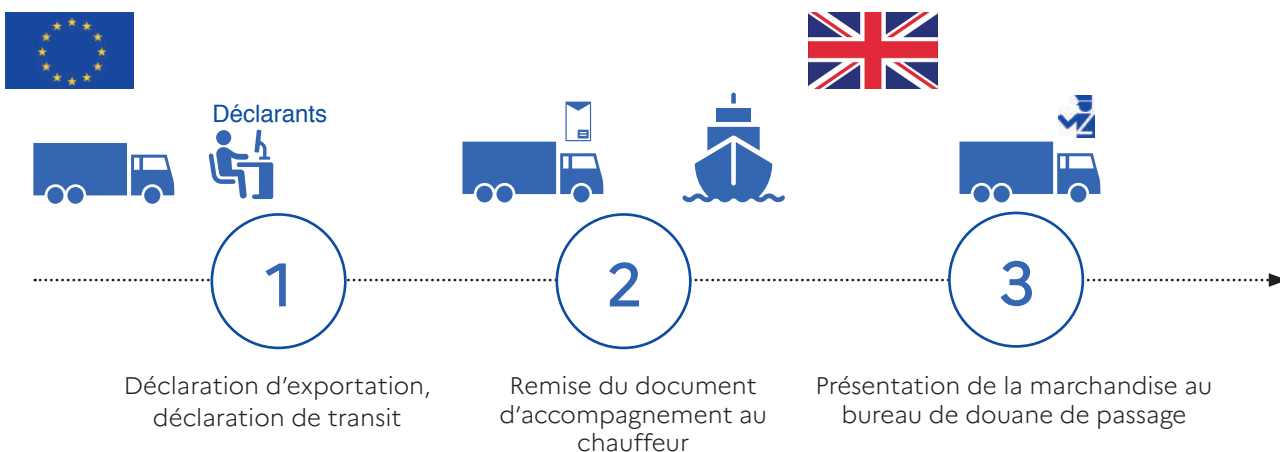 Déclarants
1
2
3
Déclaration d’exportation,
déclaration de transit
Remise du document
d’accompagnement au
chauffeur
Présentation de la marchandise au
bureau de douane de passage